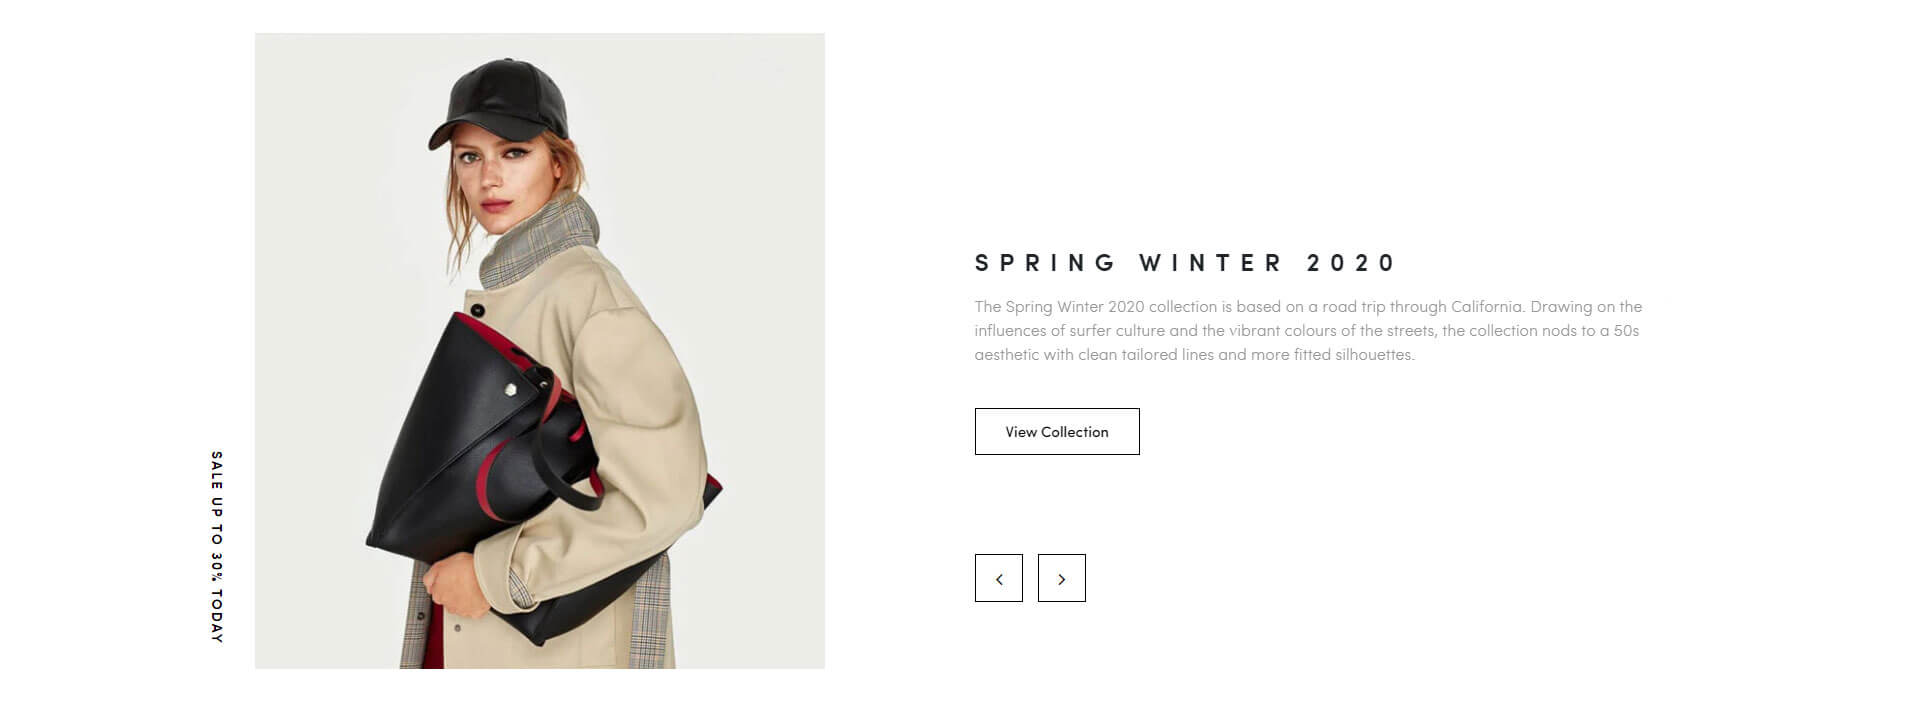 SALE UP TO 30% TODAY
SPRING WINTER 2020
The Spring Winter 2020 collection is based on a road trip through California. Drawing on the
influences of surfer culture and the vibrant colours of the streets, the collection nods to a 50s
aesthetic with clean tailored lines and more fitted silhouettes.
View Collection